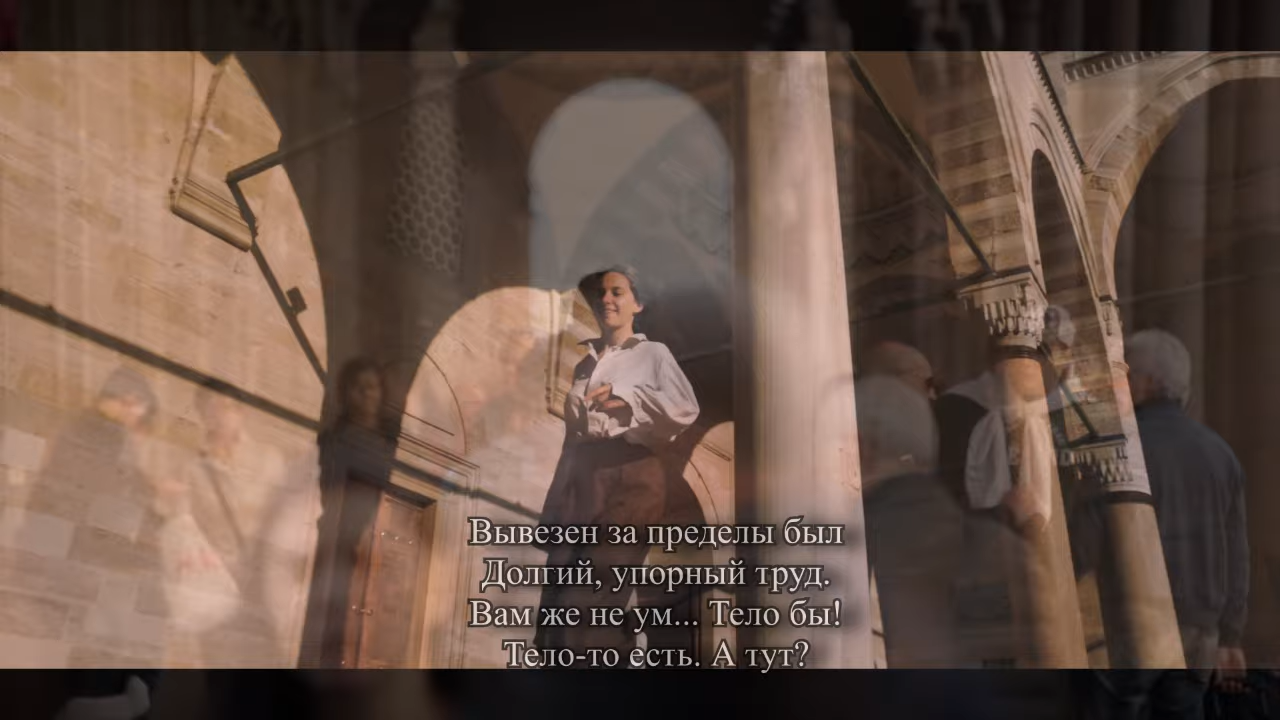 Вывезен за пределы был
Долгий, упорный труд.
Вам же не ум... Тело бы!
Тело-то есть. А тут?